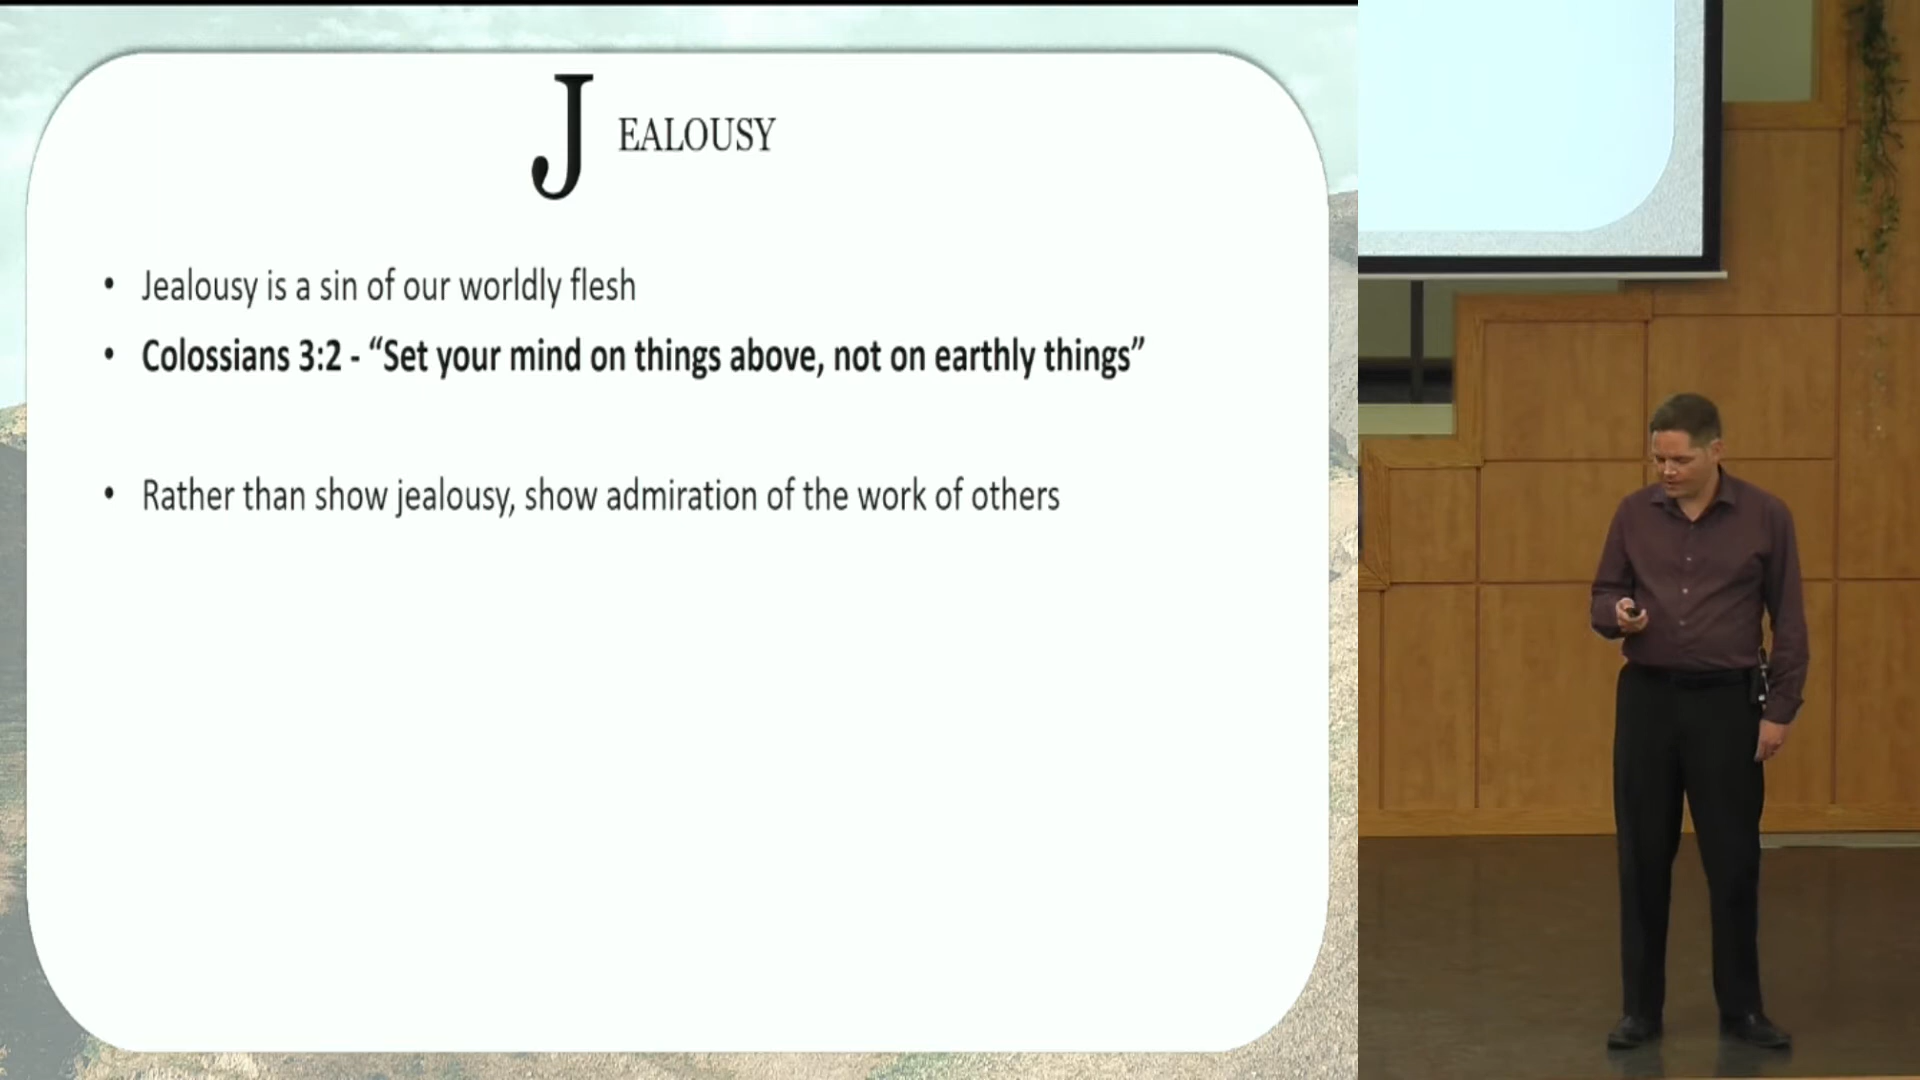 JEALOUSY
• Jealousy is a sin of our worldly flesh
• Colossians 3:2 - “Set your mind on things above, not on earthly things”
• Rather than show jealousy, show admiration of the work of others